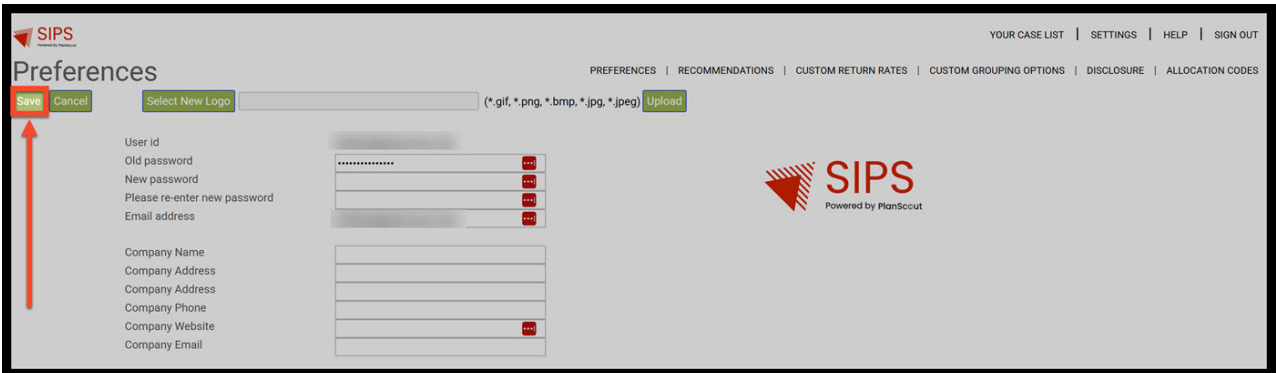 SIPS
Powered by PlanScout
YOUR CASE LIST | SETTINGS | HELP | SIGN OUT
Preferences
PREFERENCES | RECOMMENDATIONS | CUSTOM RETURN RATES | CUSTOM GROUPING OPTIONS | DISCLOSURE | ALLOCATION CODES
Save Cancel Select New Logo (*.gif, *.png, *.bmp, *.jpg, *.jpeg) Upload
User id
Old password
New password
Please re-enter new password
Email address
SIPS
Powered by PlanScout
Company Name
Company Address
Company Address
Company Phone
Company Website
Company Email